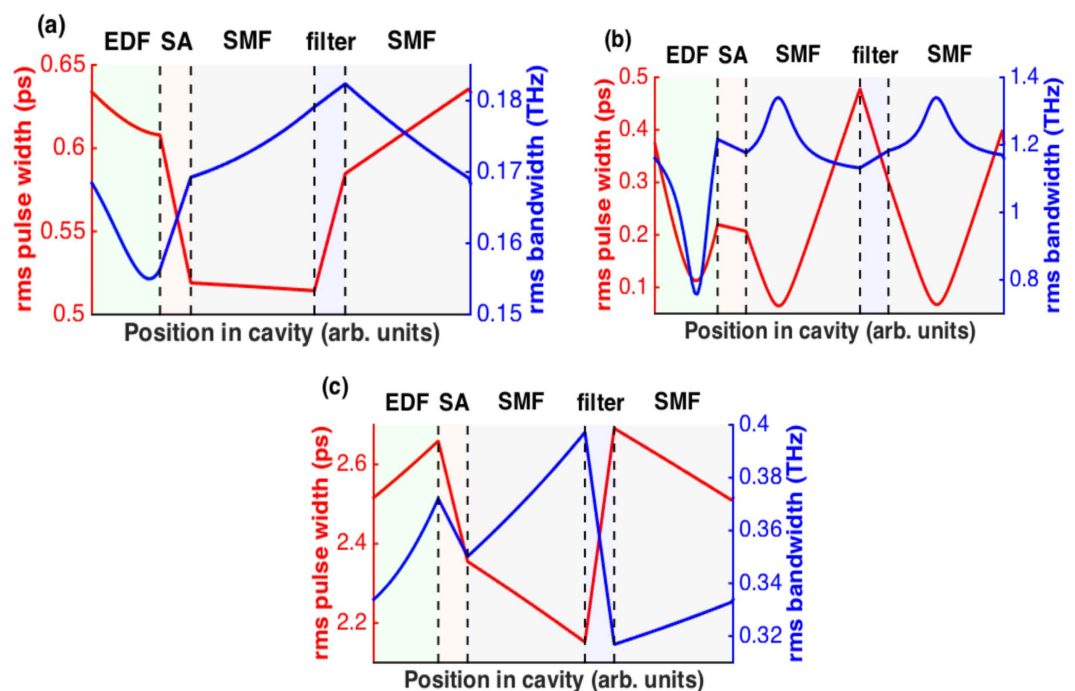 (a)
EDF SA SMF filter SMF
rms pulse width (ps)
0.65
0.6
0.55
0.5
0.18
0.17
0.16
0.15
rms bandwidth (THz)
Position in cavity (arb. units)
(b)
EDF SA SMF filter SMF
rms pulse width (ps)
0.5
0.4
0.3
0.2
0.1
1.4
1.2
1
0.8
rms bandwidth (THz)
Position in cavity (arb. units)
(c)
EDF SA SMF filter SMF
rms pulse width (ps)
2.6
2.4
2.2
0.4
0.38
0.36
0.34
0.32
rms bandwidth (THz)
Position in cavity (arb. units)